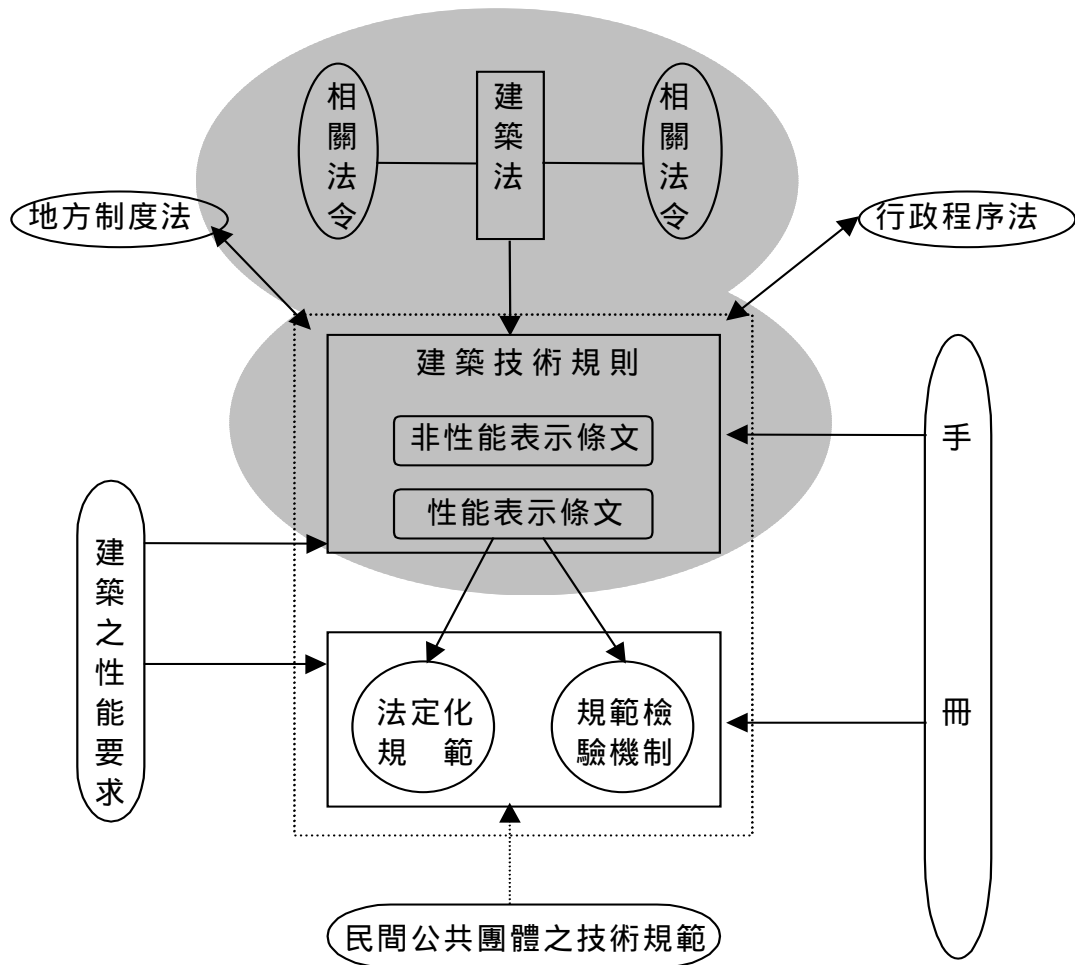 相關法令
建築法
相關法令
地方制度法
行政程序法
建築技術規則
非性能表示條文
性能表示條文
建築之性能要求
手冊
法定化
規範
規範檢
驗機制
民間公共團體之技術規範